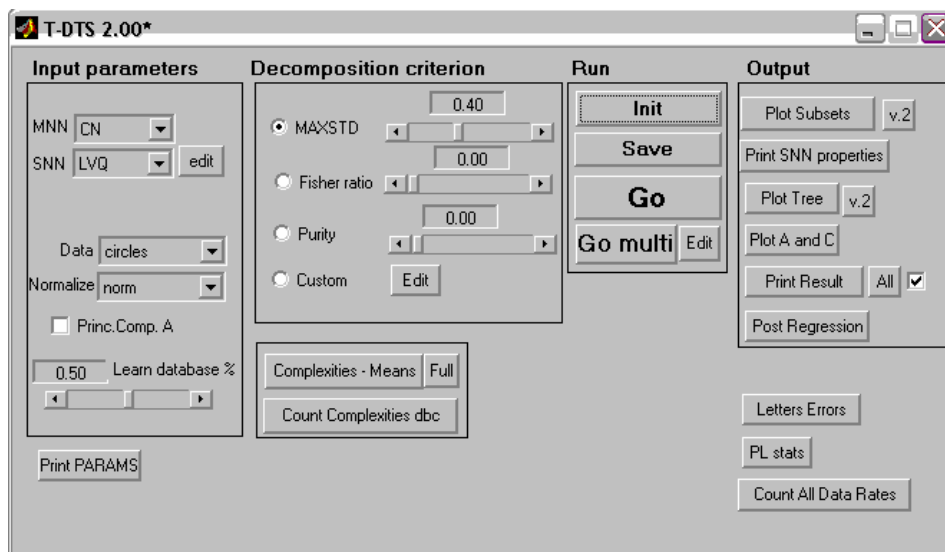 T-DTS 2.00*
Input parameters
MNN CN
SNN LVQ edit
Data circles
Normalize norm
Princ.Comp. A
0.50 Learn database %
Print PARAMS
Decomposition criterion
0.40
MAXSTD
0.00
Fisher ratio
0.00
Purity
Custom Edit
Complexities - Means Full
Count Complexities dbc
Run
Init
Save
Go
Go multi Edit
Output
Plot Subsets v.2
Print SNN properties
Plot Tree v.2
Plot A and C
Print Result All
Post Regression
Letters Errors
PL stats
Count All Data Rates